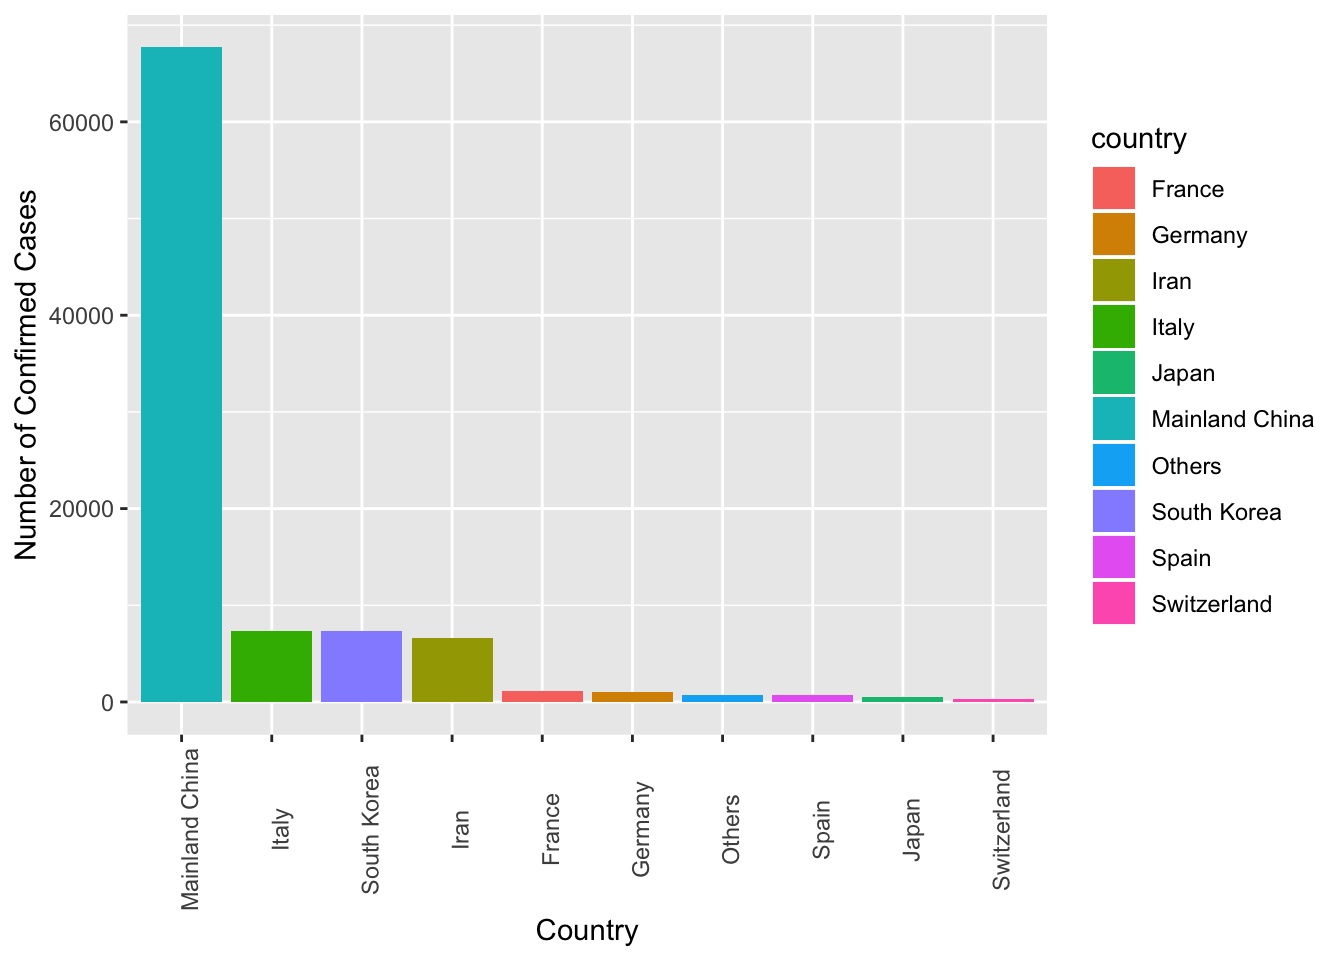 Number of Confirmed Cases
60000
40000
20000
0
Mainland China
Italy
South Korea
Iran
France
Germany
Others
Spain
Japan
Switzerland
Country
country
France
Germany
Iran
Italy
Japan
Mainland China
Others
South Korea
Spain
Switzerland